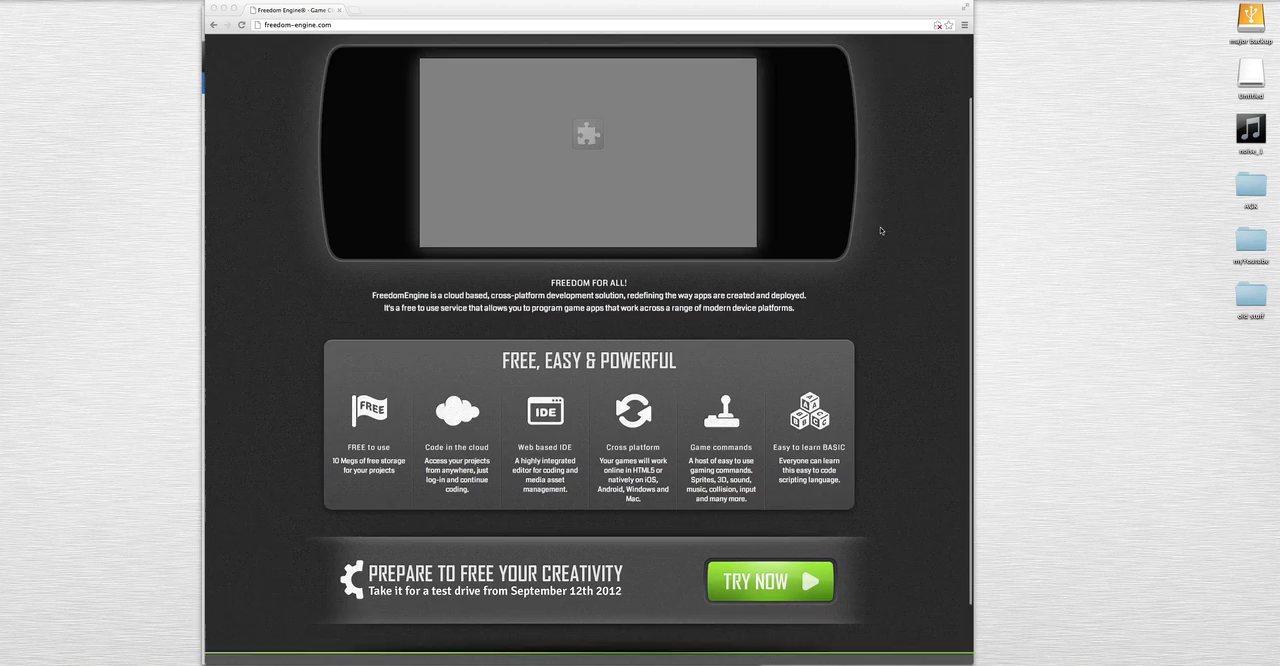 Freedom Engine® - Game C
freedom-engine.com
major backup
Untitled
noise_1
AGK
myYoutube
old stuff
FREEDOM FOR ALL!
FreedomEngine is a cloud based, cross-platform development solution, redefining the way apps are created and deployed.
It's a free to use service that allows you to program game apps that work across a range of modern device platforms.
FREE, EASY & POWERFUL
FREE
IDE
FREE to use
10 Megs of free storage
for your projects
Code in the cloud
Access your projects
from anywhere, just
log-in and continue
coding.
Web based IDE
A highly integrated
editor for coding and
media asset
management.
Cross platform
Your games will work
online in HTML5 or
natively on iOS,
Android, Windows and
Mac.
Game commands
A host of easy to use
gaming commands.
Sprites, 3D, sound,
music, collision, input
and many more.
Easy to learn BASIC
Everyone can learn
this easy to code
scripting language.
PREPARE TO FREE YOUR CREATIVITY
Take it for a test drive from September 12th 2012
TRY NOW